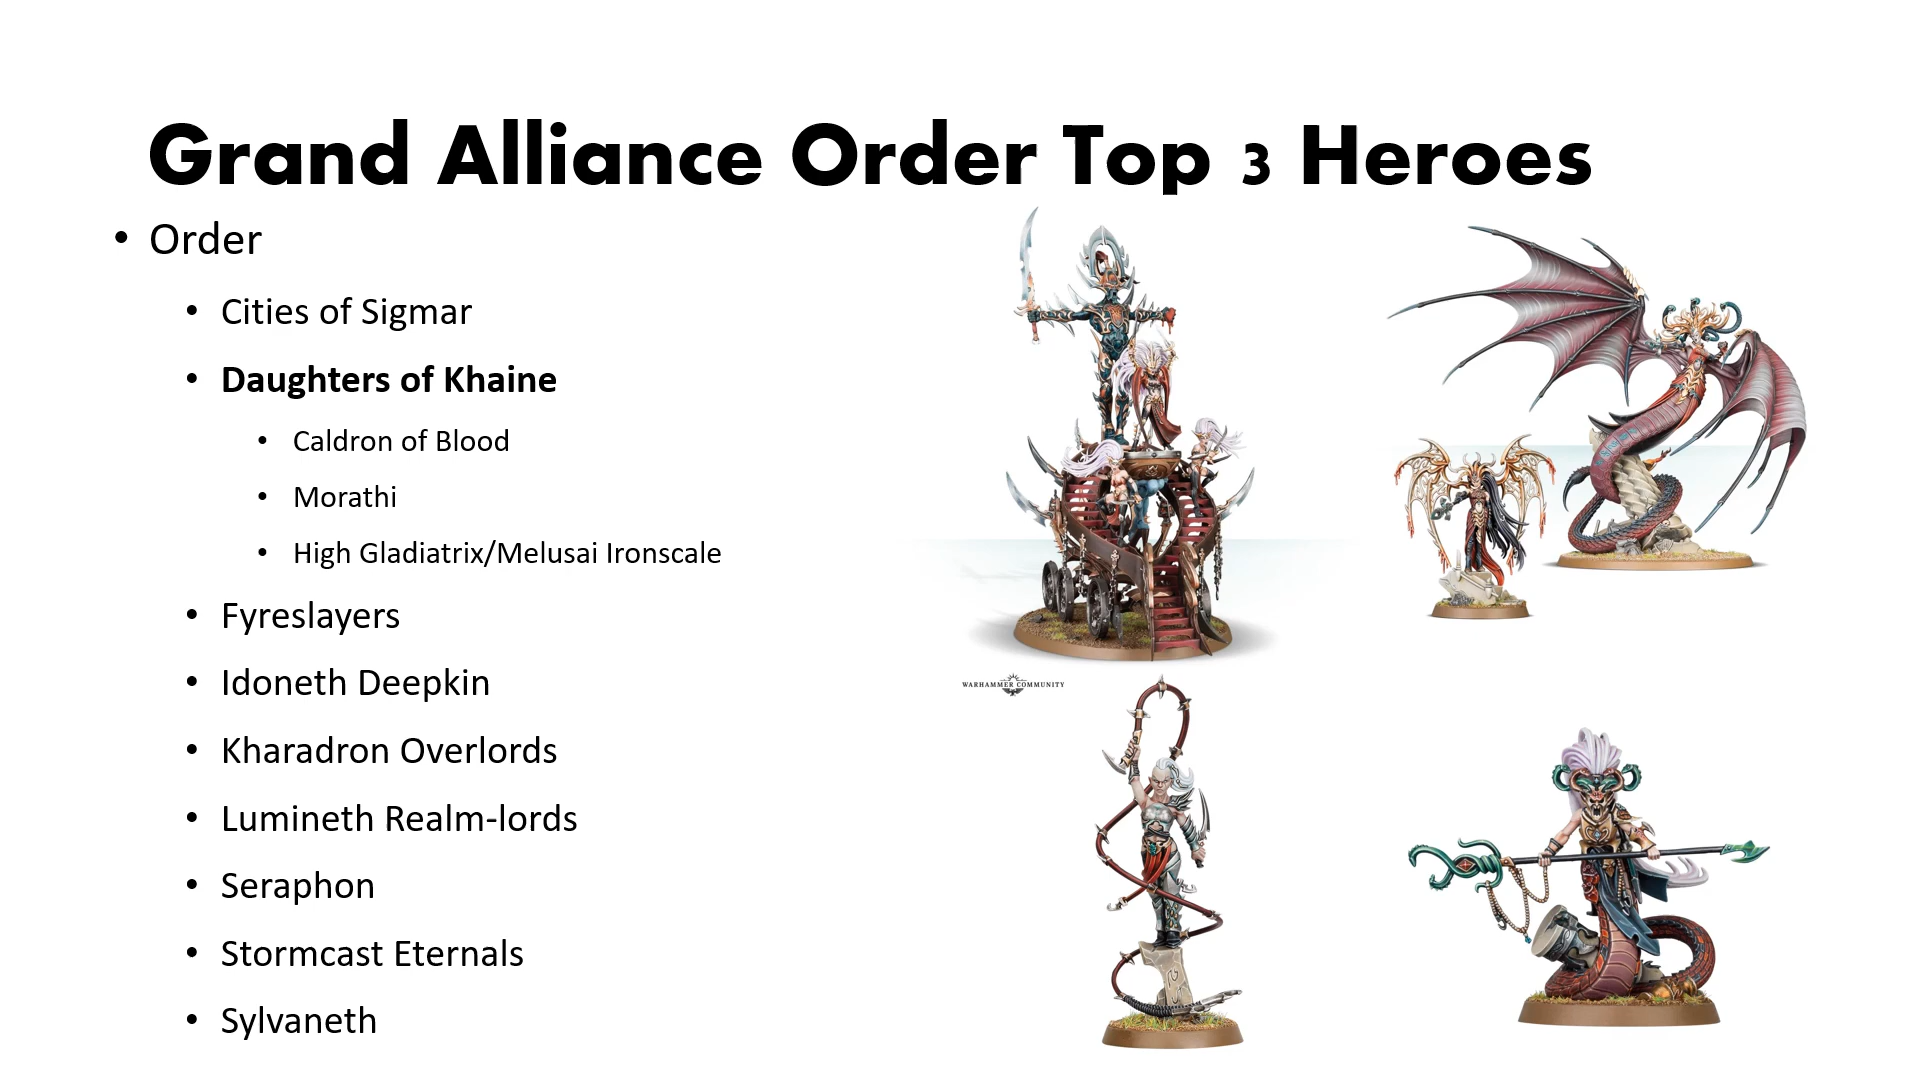 Grand Alliance Order Top 3 Heroes
• Order
• Cities of Sigmar
• Daughters of Khaine
• Caldron of Blood
• Morathi
• High Gladiatrix/Melusai Ironscale
• Fyreslayers
• Idoneth Deepkin
• Kharadron Overlords
• Lumineth Realm-lords
• Seraphon
• Stormcast Eternals
• Sylvaneth
WARHAMMER COMMUNITY